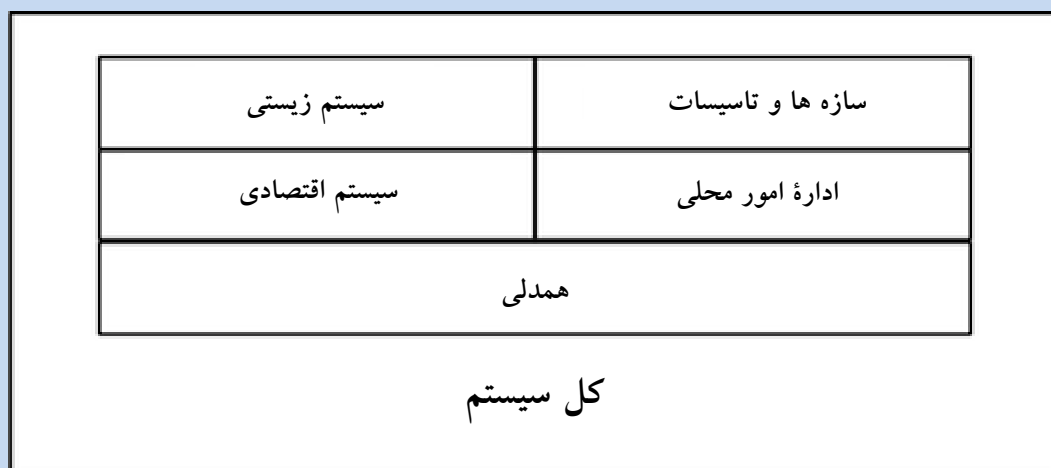 سازه ها و تاسیسات
سیستم زیستی
ادارهٔ امور محلی
سیستم اقتصادی
همدلی
کل سیستم